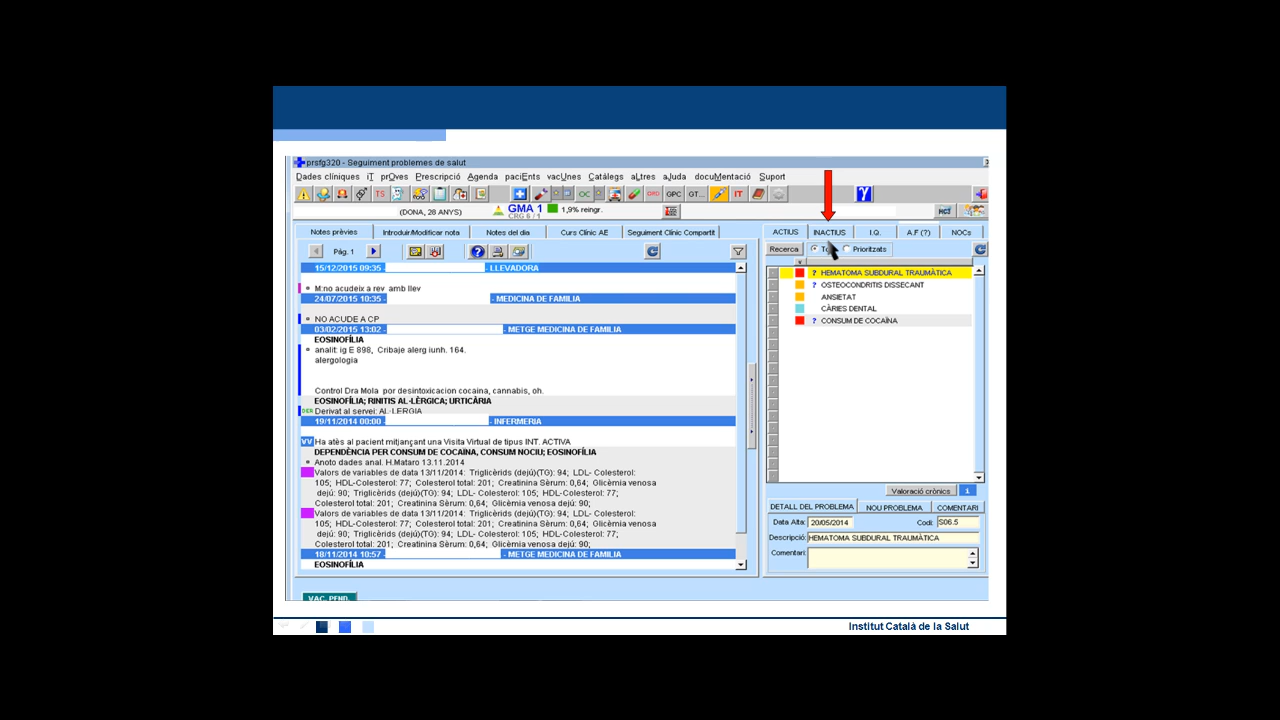 prsfg320 - Seguiment problemes de salut
Dades clíniques iT prOves Prescripció Agenda paciEnts vacUnes Catàlegs aLtres aJuda docuMentació Suport
TS OC ORD GPC GT... IT γ
(DONA, 28 ANYS) GMA 1 1,9% reingr. HC3
CRG 6 / 1
Notes prèvies Introduir/Modificar nota Notes del dia Curs Clínic AE Seguiment Clínic Compartit
Pág. 1
15/12/2015 09:35 - - LLEVADORA
M:no acudeix a rev amb llev
24/07/2015 10:35 - - MEDICINA DE FAMILIA
NO ACUDE A CP
03/02/2015 13:02 - - METGE MEDICINA DE FAMILIA
EOSINOFÍLIA
analit: ig E 898, Cribaje alerg iunh. 164.
alergologia
Control Dra Mola por desintoxicacion cocaina, cannabis, oh.
EOSINOFÍLIA; RINITIS AL·LÈRGICA; URTICÀRIA
DER Derivat al servei: AL·LERGIA
19/11/2014 00:00 - - INFERMERIA
VV Ha atès al pacient mitjançant una Visita Virtual de tipus INT. ACTIVA
DEPENDÈNCIA PER CONSUM DE COCAÏNA, CONSUM NOCIU; EOSINOFÍLIA
Anoto dades anal. H.Mataro 13.11.2014
Valors de variables de data 13/11/2014: Triglicèrids (dejú)(TG): 94; LDL- Colesterol:
105; HDL-Colesterol: 77; Colesterol total: 201; Creatinina Sèrum: 0,64; Glicèmia venosa
dejú: 90; Triglicèrids (dejú)(TG): 94; LDL- Colesterol: 105; HDL-Colesterol: 77;
Colesterol total: 201; Creatinina Sèrum: 0,64; Glicèmia venosa dejú: 90;
Valors de variables de data 13/11/2014: Triglicèrids (dejú)(TG): 94; LDL- Colesterol:
105; HDL-Colesterol: 77; Colesterol total: 201; Creatinina Sèrum: 0,64; Glicèmia venosa
dejú: 90; Triglicèrids (dejú)(TG): 94; LDL- Colesterol: 105; HDL-Colesterol: 77;
Colesterol total: 201; Creatinina Sèrum: 0,64; Glicèmia venosa dejú: 90;
18/11/2014 10:57 - - METGE MEDICINA DE FAMILIA
EOSINOFÍLIA
VAC. PEND.
ACTIUS INACTIUS I.Q. A.F (?) NOCs
Recerca Prioritzats
? HEMATOMA SUBDURAL TRAUMÀTICA
? OSTEOCONDRITIS DISSECANT
ANSIETAT
CÀRIES DENTAL
? CONSUM DE COCAÏNA
Valoració crònics 1
DETALL DEL PROBLEMA NOU PROBLEMA COMENTARI
Data Alta: 20/05/2014 Codi: S06.5
Descripció: HEMATOMA SUBDURAL TRAUMÀTICA
Comentari:
Institut Català de la Salut